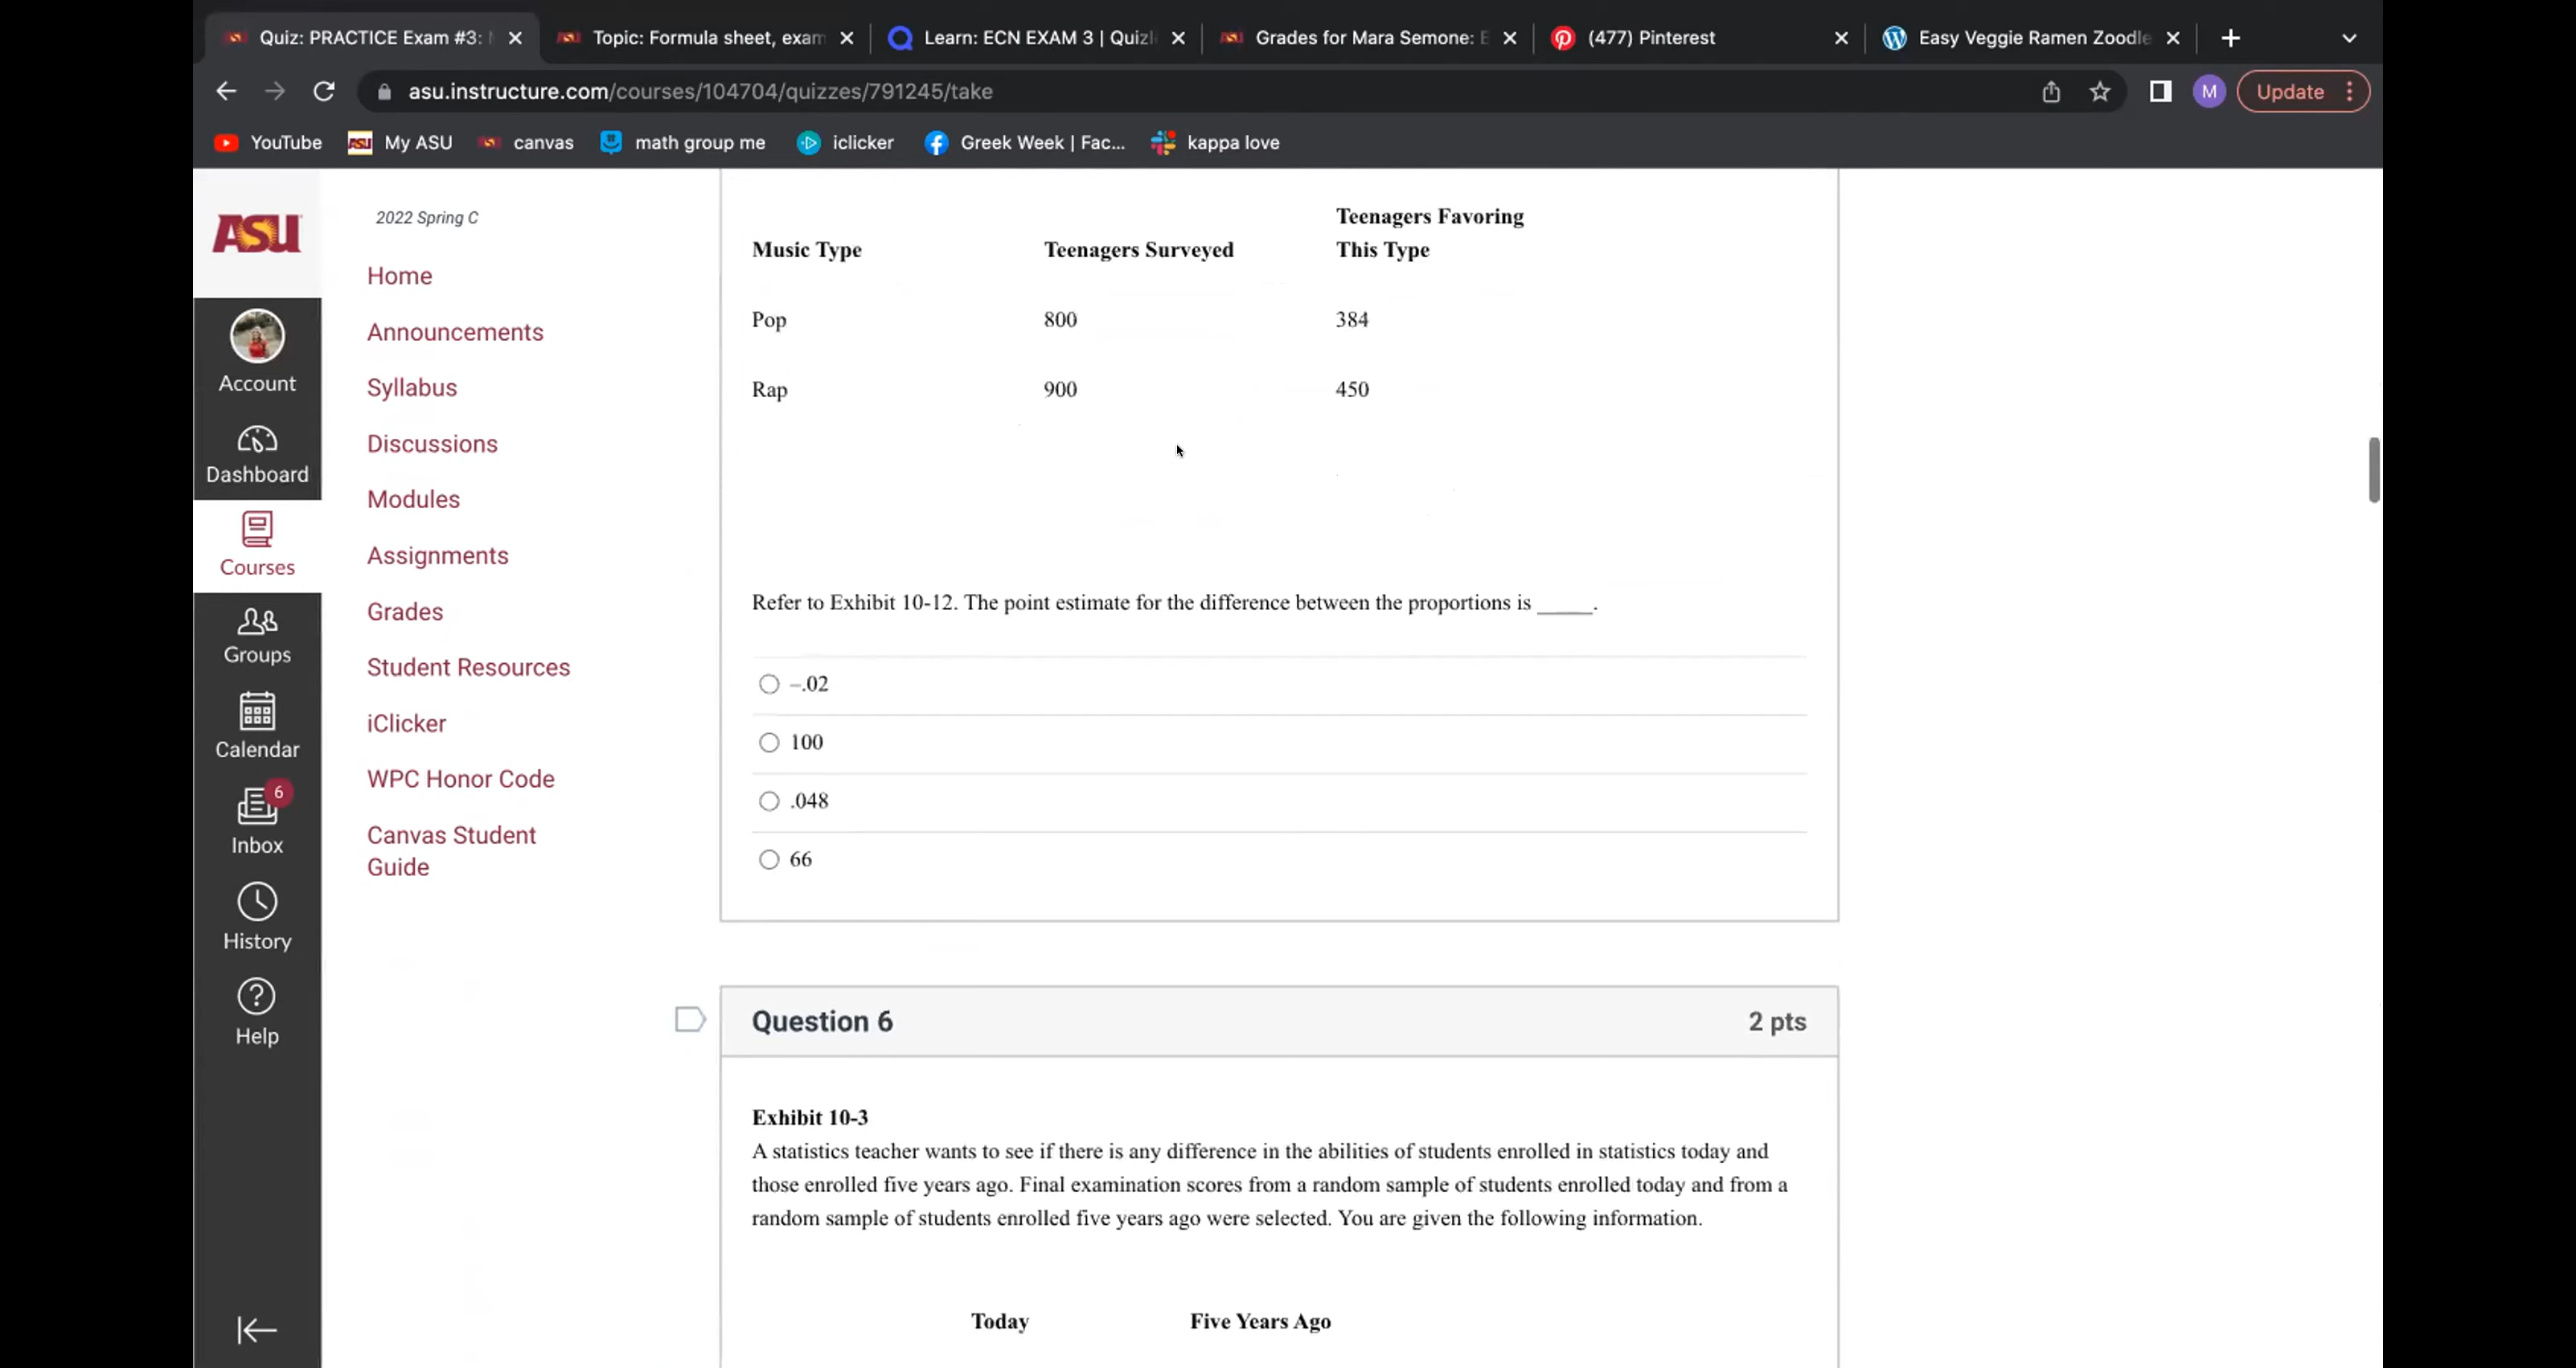 Quiz: PRACTICE Exam #3:
Topic: Formula sheet, exam
Learn: ECN EXAM 3 | Quizl
Grades for Mara Semone: E
(477) Pinterest
Easy Veggie Ramen Zoodle
asu.instructure.com/courses/104704/quizzes/791245/take
M
Update
YouTube
My ASU
canvas
math group me
iclicker
Greek Week | Fac...
kappa love
ASU
Account
Dashboard
Courses
Groups
Calendar
6
Inbox
History
Help
2022 Spring C
Home
Announcements
Syllabus
Discussions
Modules
Assignments
Grades
Student Resources
iClicker
WPC Honor Code
Canvas Student
Guide
Teenagers Favoring
Music Type Teenagers Surveyed This Type
Pop 800 384
Rap 900 450
Refer to Exhibit 10-12. The point estimate for the difference between the proportions is _____.
–.02
100
.048
66
Question 6 2 pts
Exhibit 10-3
A statistics teacher wants to see if there is any difference in the abilities of students enrolled in statistics today and
those enrolled five years ago. Final examination scores from a random sample of students enrolled today and from a
random sample of students enrolled five years ago were selected. You are given the following information.
Today Five Years Ago